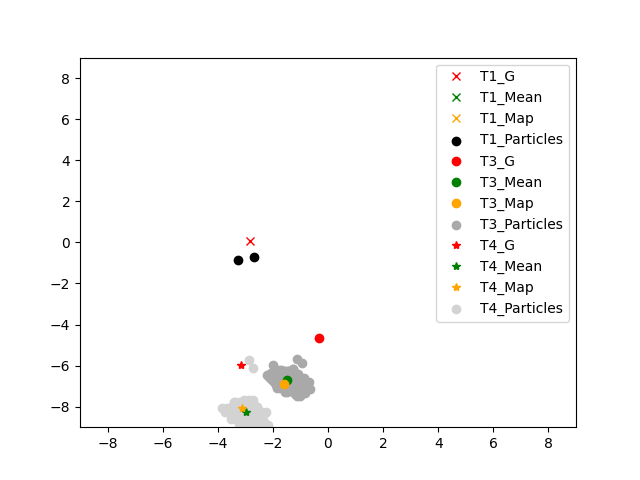 8
6
4
2
0
−2
−4
−6
−8
−8 −6 −4 −2 0 2 4 6 8
T1_G
T1_Mean
T1_Map
T1_Particles
T3_G
T3_Mean
T3_Map
T3_Particles
T4_G
T4_Mean
T4_Map
T4_Particles